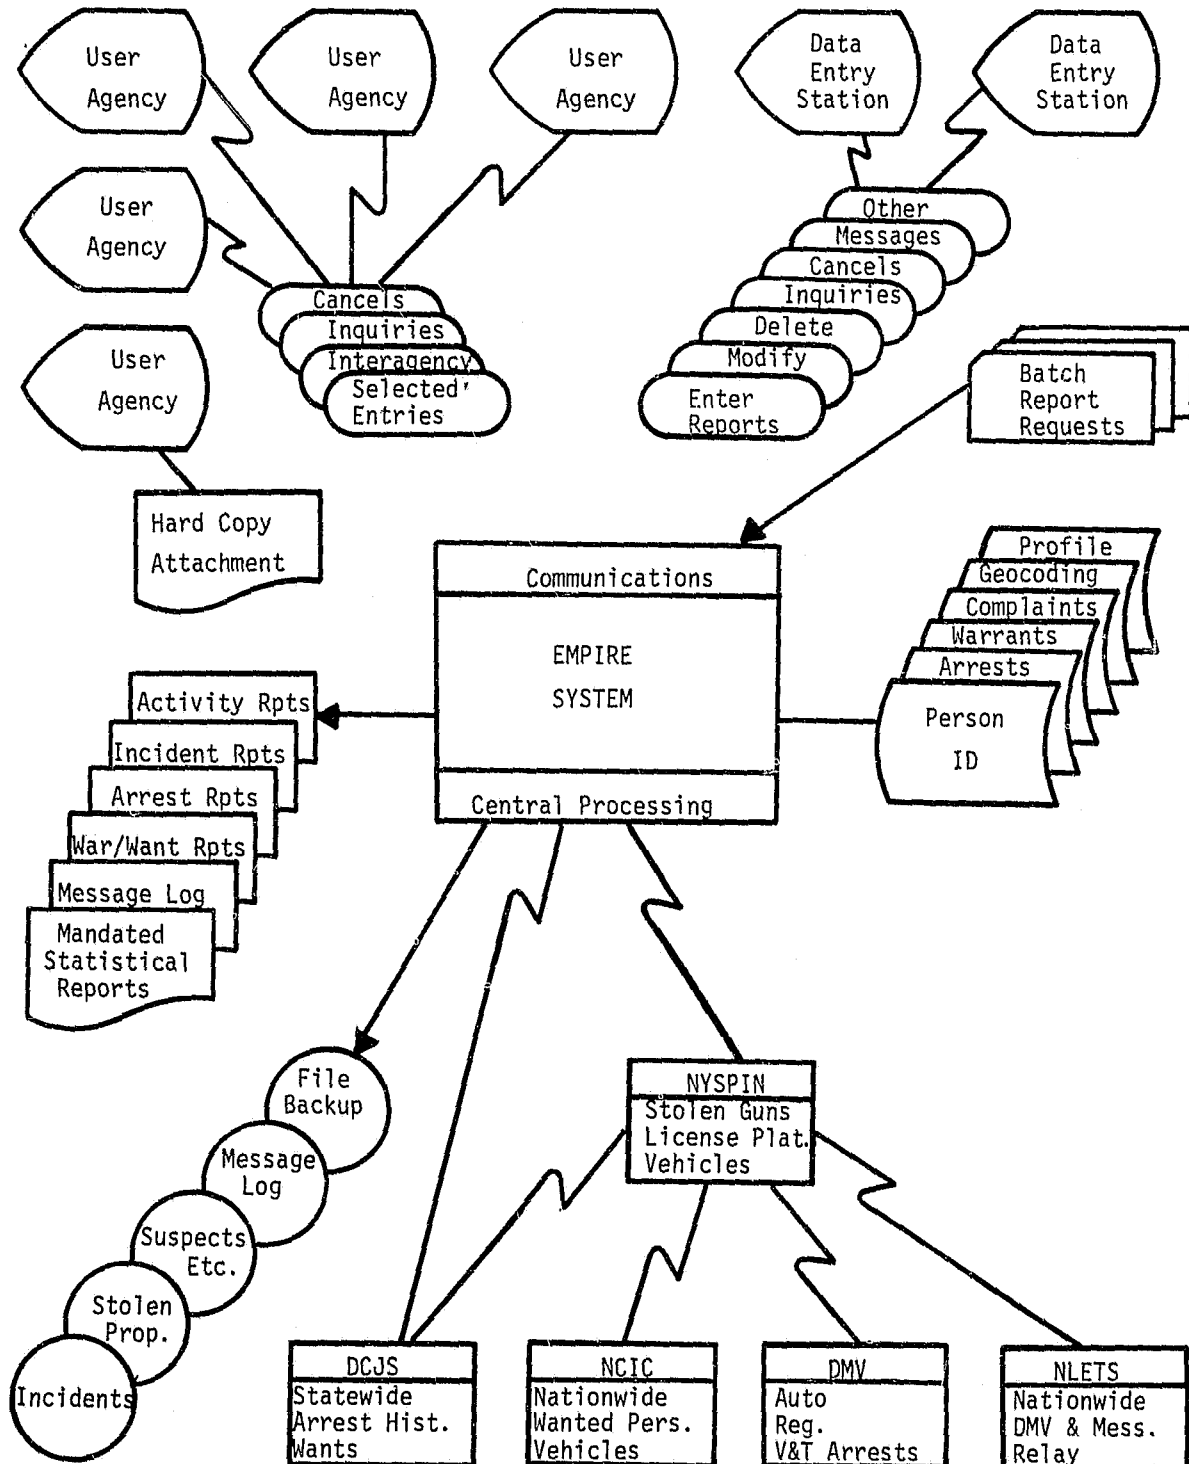 User
Agency
User
Agency
User
Agency
Data
Entry
Station
Data
Entry
Station
User
Agency
User
Agency
Cancels
Inquiries
Interagency
Selected
Entries
Other
Messages
Cancels
Inquiries
Delete
Modify
Enter
Reports
Batch
Report
Requests
Hard Copy
Attachment
Communications
EMPIRE
SYSTEM
Central Processing
Profile
Geocoding
Complaints
Warrants
Arrests
Person
ID
Activity Rpts
Incident Rpts
Arrest Rpts
War/Want Rpts
Message Log
Mandated
Statistical
Reports
File
Backup
Message
Log
Suspects
Etc.
Stolen
Prop.
Incidents
NYSPIN
Stolen Guns
License Plat.
Vehicles
DCJS
Statewide
Arrest Hist.
Wants
NCIC
Nationwide
Wanted Pers.
Vehicles
DMV
Auto
Reg.
V&T Arrests
NLETS
Nationwide
DMV & Mess.
Relay